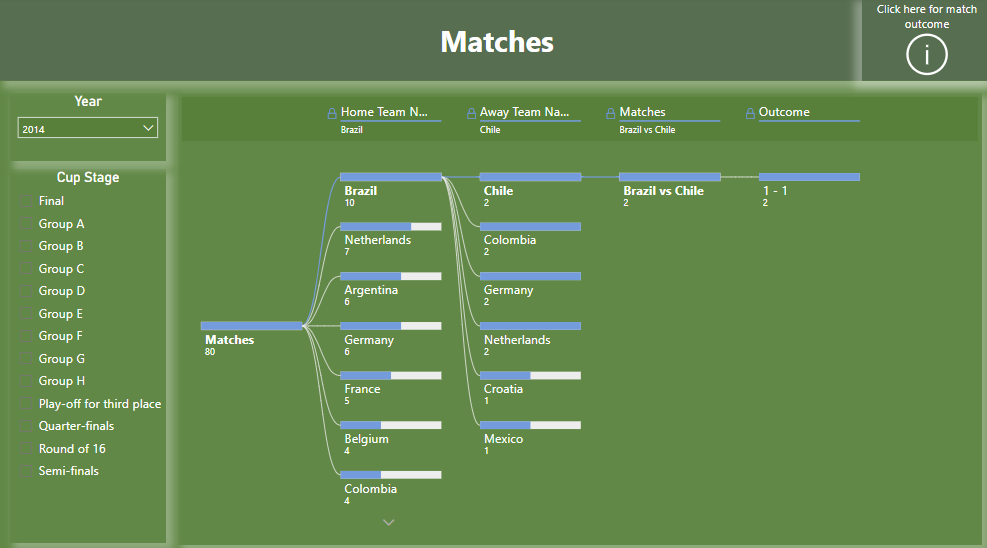 Matches
Click here for match
outcome
i
Year
2014
Cup Stage
Final
Group A
Group B
Group C
Group D
Group E
Group F
Group G
Group H
Play-off for third place
Quarter-finals
Round of 16
Semi-finals
Home Team N...
Brazil
Away Team Na...
Chile
Matches
Brazil vs Chile
Outcome
Matches
80
Brazil
10
Netherlands
7
Argentina
6
Germany
6
France
5
Belgium
4
Colombia
4
Chile
2
Colombia
2
Germany
2
Netherlands
2
Croatia
1
Mexico
1
Brazil vs Chile
2
1 - 1
2